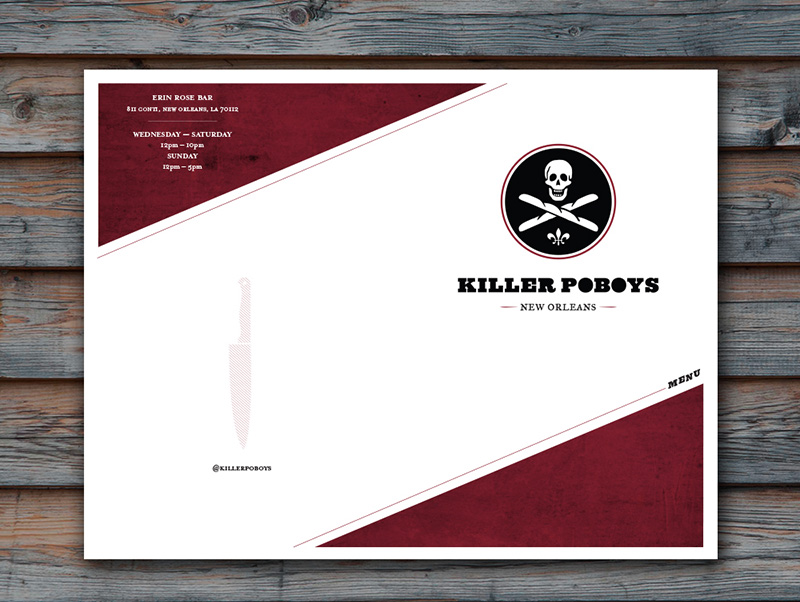 ERIN ROSE BAR
811 CONTI, NEW ORLEANS, LA 70112
WEDNESDAY — SATURDAY
12pm – 10pm
SUNDAY
12pm – 5pm
@KILLERPOBOYS
KILLER POBOYS
NEW ORLEANS
MENU